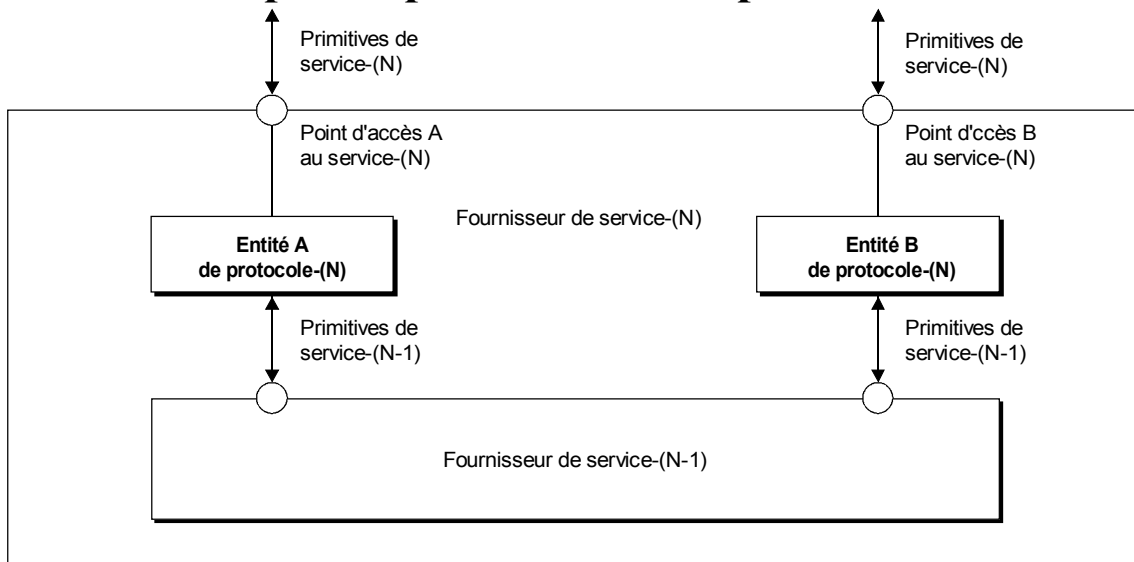 Primitives de
service-(N)
Primitives de
service-(N)
Point d'accès A
au service-(N)
Point d'ccès B
au service-(N)
Fournisseur de service-(N)
Entité A
de protocole-(N)
Entité B
de protocole-(N)
Primitives de
service-(N-1)
Primitives de
service-(N-1)
Fournisseur de service-(N-1)